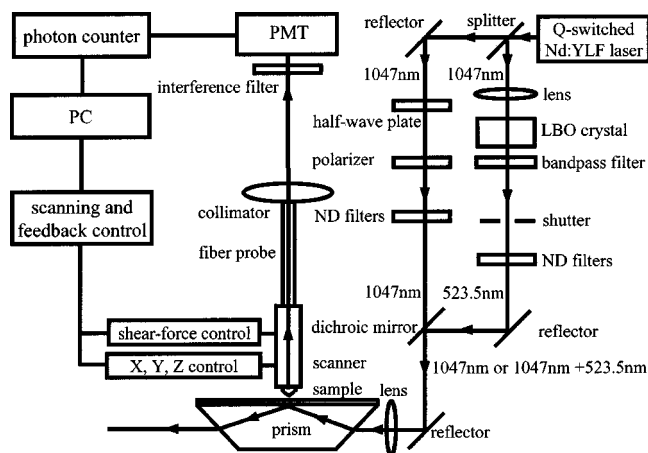 photon counter
PMT
reflector
splitter
Q-switched
Nd:YLF laser
interference filter
1047nm
1047nm
lens
PC
half-wave plate
LBO crystal
polarizer
bandpass filter
scanning and
feedback control
collimator
ND filters
shutter
fiber probe
ND filters
1047nm
523.5nm
shear-force control
dichroic mirror
reflector
X, Y, Z control
scanner
1047nm or 1047nm +523.5nm
sample
lens
prism
reflector